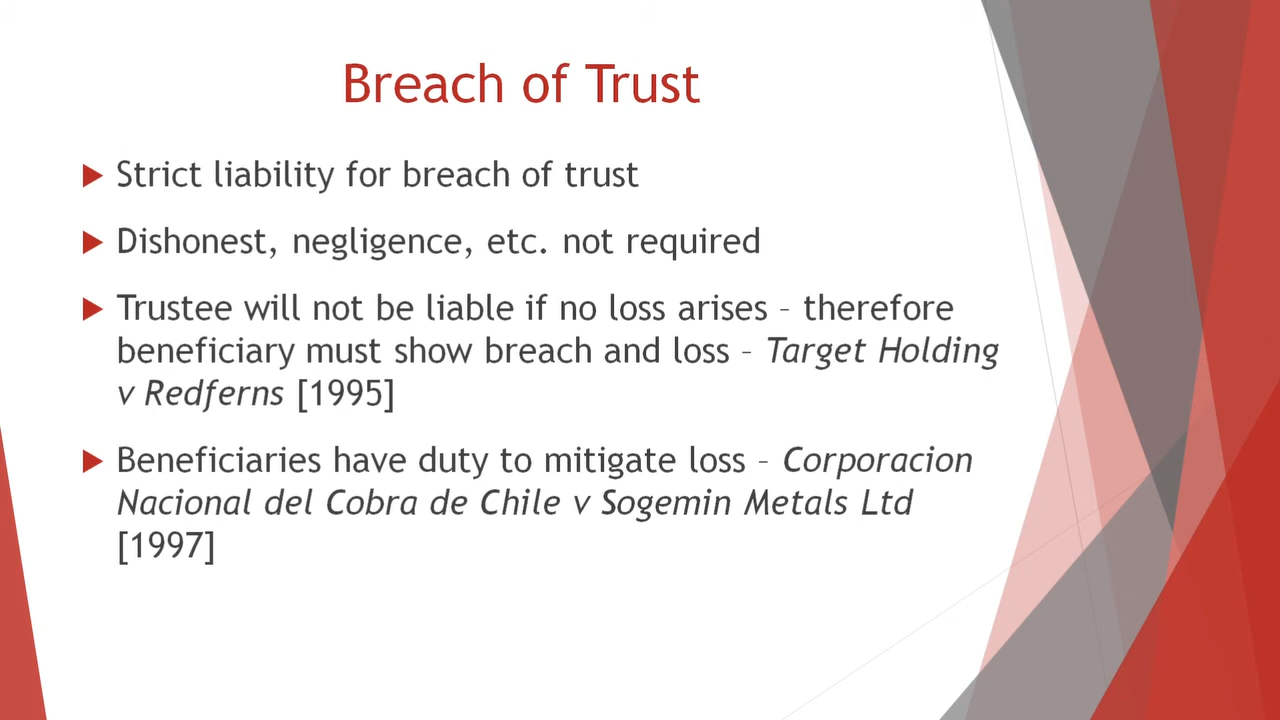 Breach of Trust
Strict liability for breach of trust
Dishonest, negligence, etc. not required
Trustee will not be liable if no loss arises – therefore
beneficiary must show breach and loss – Target Holding
v Redferns [1995]
Beneficiaries have duty to mitigate loss – Corporacion
Nacional del Cobra de Chile v Sogemin Metals Ltd
[1997]